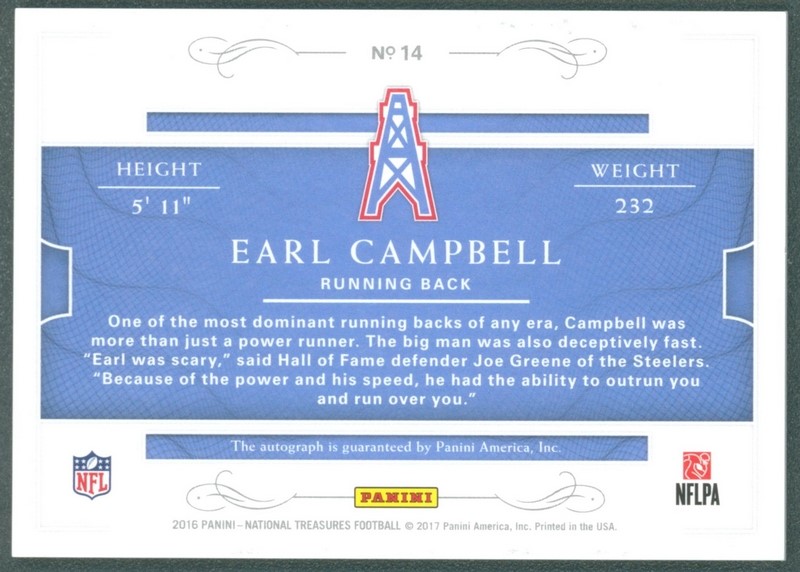 Nº 14
HEIGHT
5' 11"
WEIGHT
232
EARL CAMPBELL
RUNNING BACK
One of the most dominant running backs of any era, Campbell was
more than just a power runner. The big man was also deceptively fast.
“Earl was scary,” said Hall of Fame defender Joe Greene of the Steelers.
“Because of the power and his speed, he had the ability to outrun you
and run over you.”
The autograph is guaranteed by Panini America, Inc.
NFL
PANINI
NFLPA
2016 PANINI – NATIONAL TREASURES FOOTBALL © 2017 Panini America, Inc. Printed in the USA.